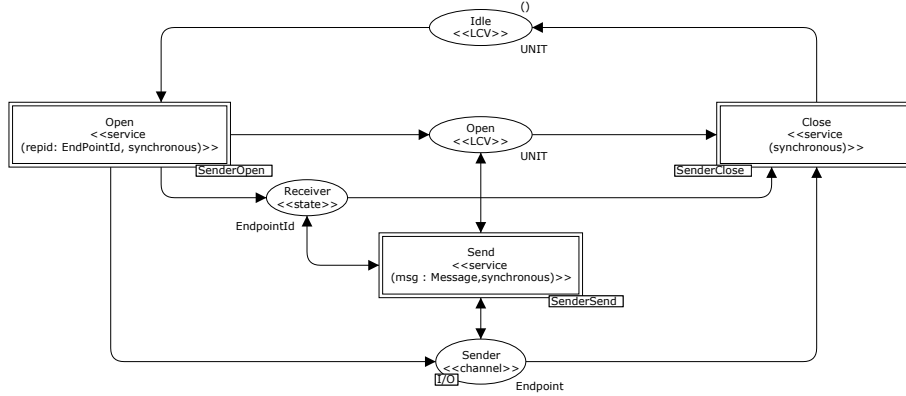 ()
Idle
<<LCV>>
UNIT
Open
<<service
(repid: EndPointId, synchronous)>>
SenderOpen
Open
<<LCV>>
UNIT
Close
<<service
(synchronous)>>
SenderClose
Receiver
<<state>>
EndpointId
Send
<<service
(msg : Message,synchronous)>>
SenderSend
Sender
<<channel>>
I/O
Endpoint